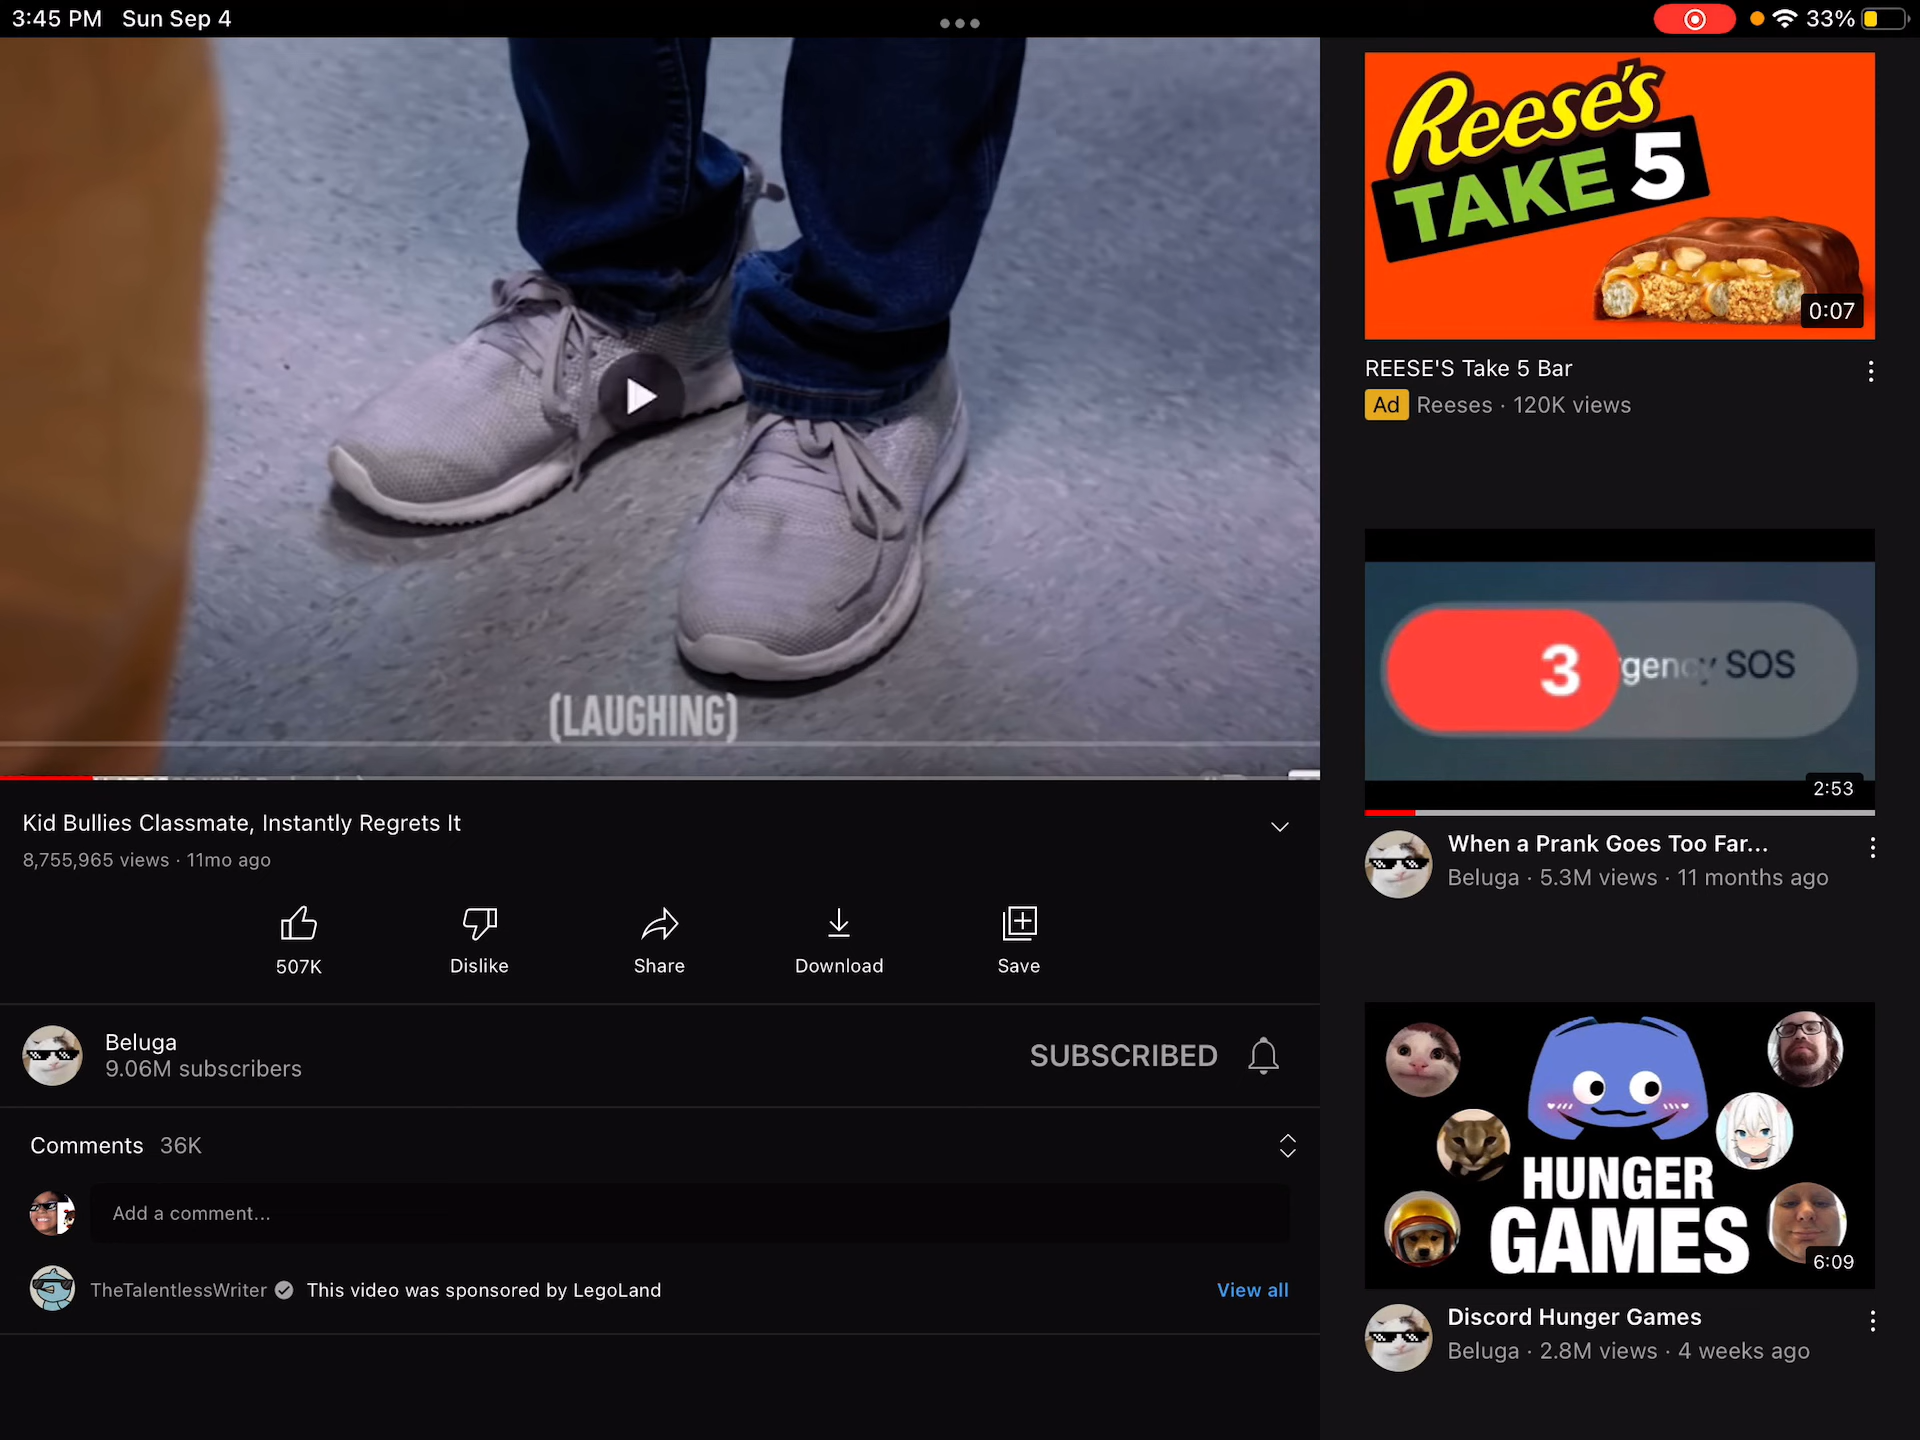 3:45 PM Sun Sep 4
33%
(LAUGHING)
Kid Bullies Classmate, Instantly Regrets It
8,755,965 views · 11mo ago
507K
Dislike
Share
Download
Save
Beluga
9.06M subscribers
SUBSCRIBED
Comments 36K
Add a comment...
TheTalentlessWriter This video was sponsored by LegoLand
View all
Reese's
TAKE 5
0:07
REESE'S Take 5 Bar
Ad Reeses · 120K views
3 rgency SOS
2:53
When a Prank Goes Too Far...
Beluga · 5.3M views · 11 months ago
HUNGER
GAMES
6:09
Discord Hunger Games
Beluga · 2.8M views · 4 weeks ago